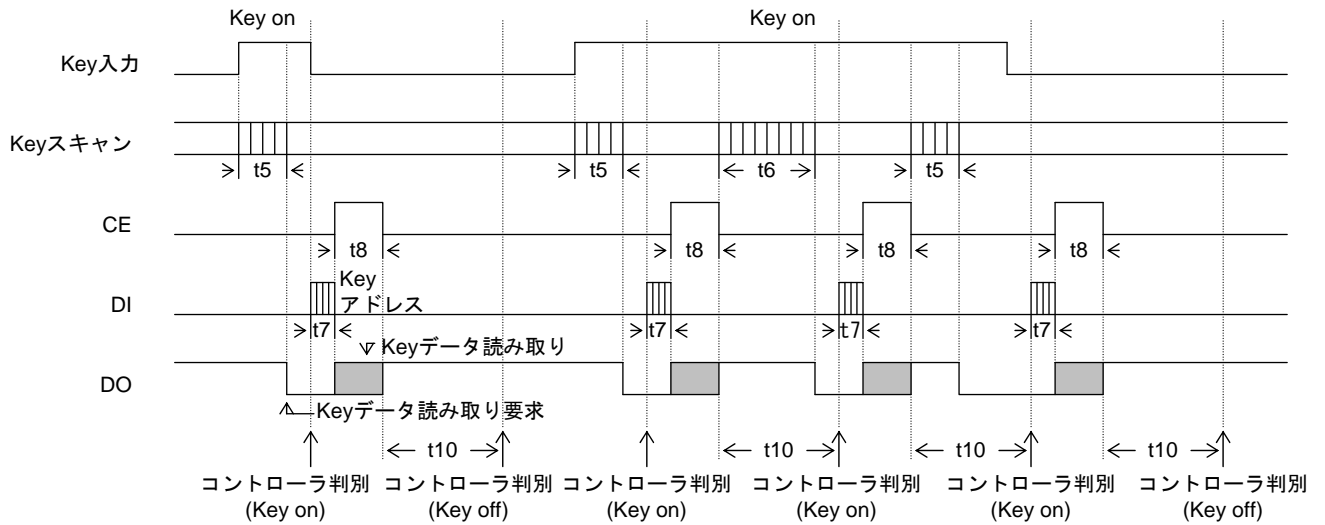 Key on
Key on
Key入力
Keyスキャン
t5
t5
t6
t5
CE
t8
t8
t8
t8
DI
Key
アドレス
t7
t7
t7
t7
Keyデータ読み取り
DO
Keyデータ読み取り要求
t10
t10
t10
t10
コントローラ判別
(Key on)
コントローラ判別
(Key off)
コントローラ判別
(Key on)
コントローラ判別
(Key on)
コントローラ判別
(Key on)
コントローラ判別
(Key off)